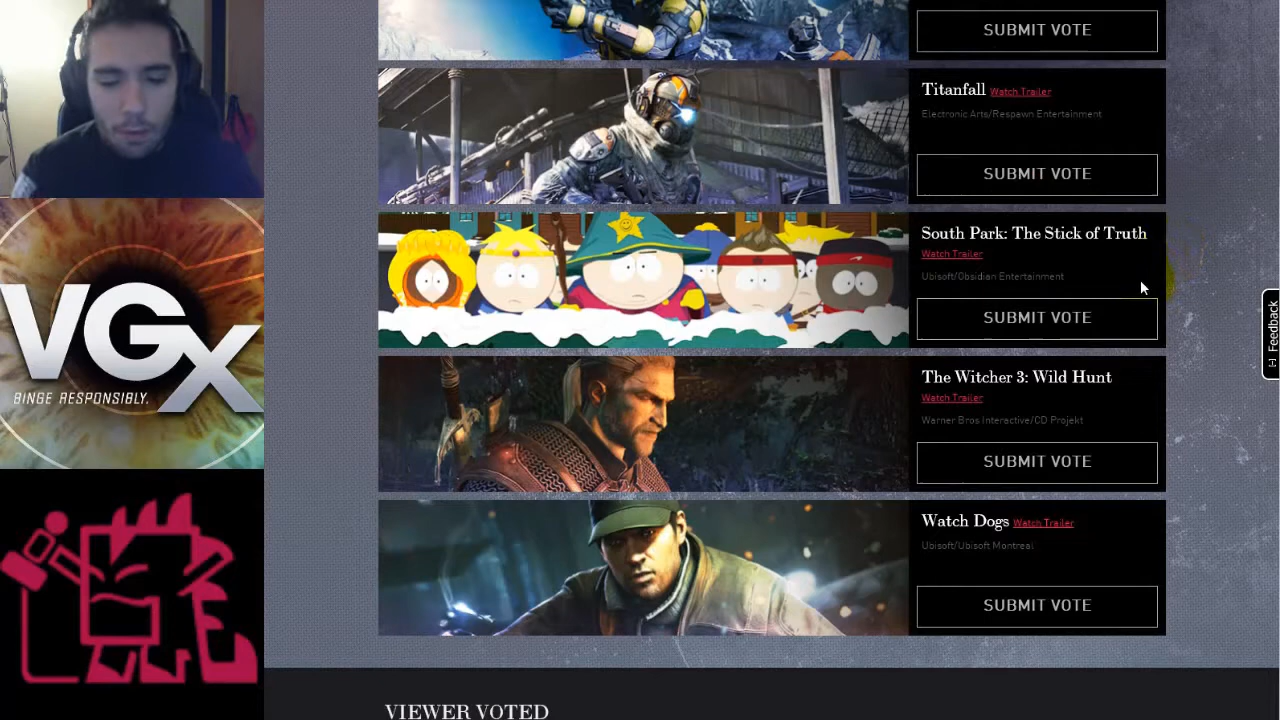 SUBMIT VOTE
Titanfall Watch Trailer
Electronic Arts/Respawn Entertainment
SUBMIT VOTE
South Park: The Stick of Truth
Watch Trailer
Ubisoft/Obsidian Entertainment
SUBMIT VOTE
The Witcher 3: Wild Hunt
Watch Trailer
Warner Bros Interactive/CD Projekt
SUBMIT VOTE
Watch Dogs Watch Trailer
Ubisoft/Ubisoft Montreal
SUBMIT VOTE
VIEWER VOTED
[-] Feedback
VGX
BINGE RESPONSIBLY.